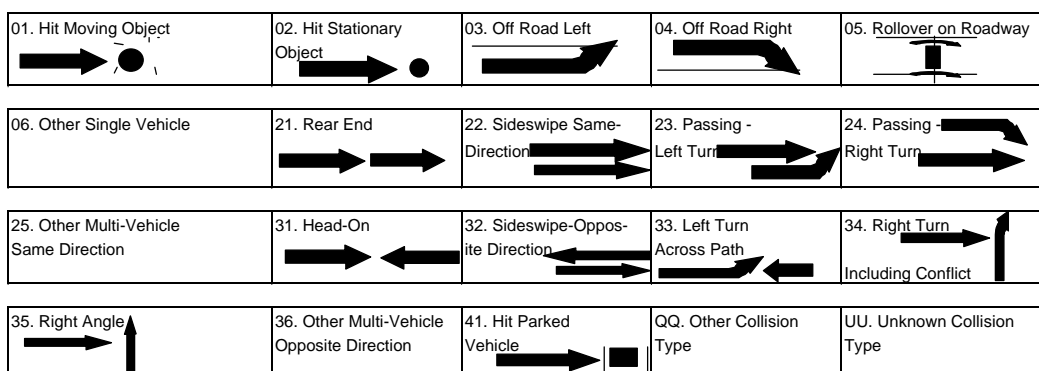 01. Hit Moving Object
02. Hit Stationary
Object
03. Off Road Left
04. Off Road Right
05. Rollover on Roadway
06. Other Single Vehicle
21. Rear End
22. Sideswipe Same-
Direction
23. Passing -
Left Turn
24. Passing -
Right Turn
25. Other Multi-Vehicle
Same Direction
31. Head-On
32. Sideswipe-Oppos-
ite Direction
33. Left Turn
Across Path
34. Right Turn
Including Conflict
35. Right Angle
36. Other Multi-Vehicle
Opposite Direction
41. Hit Parked
Vehicle
QQ. Other Collision
Type
UU. Unknown Collision
Type